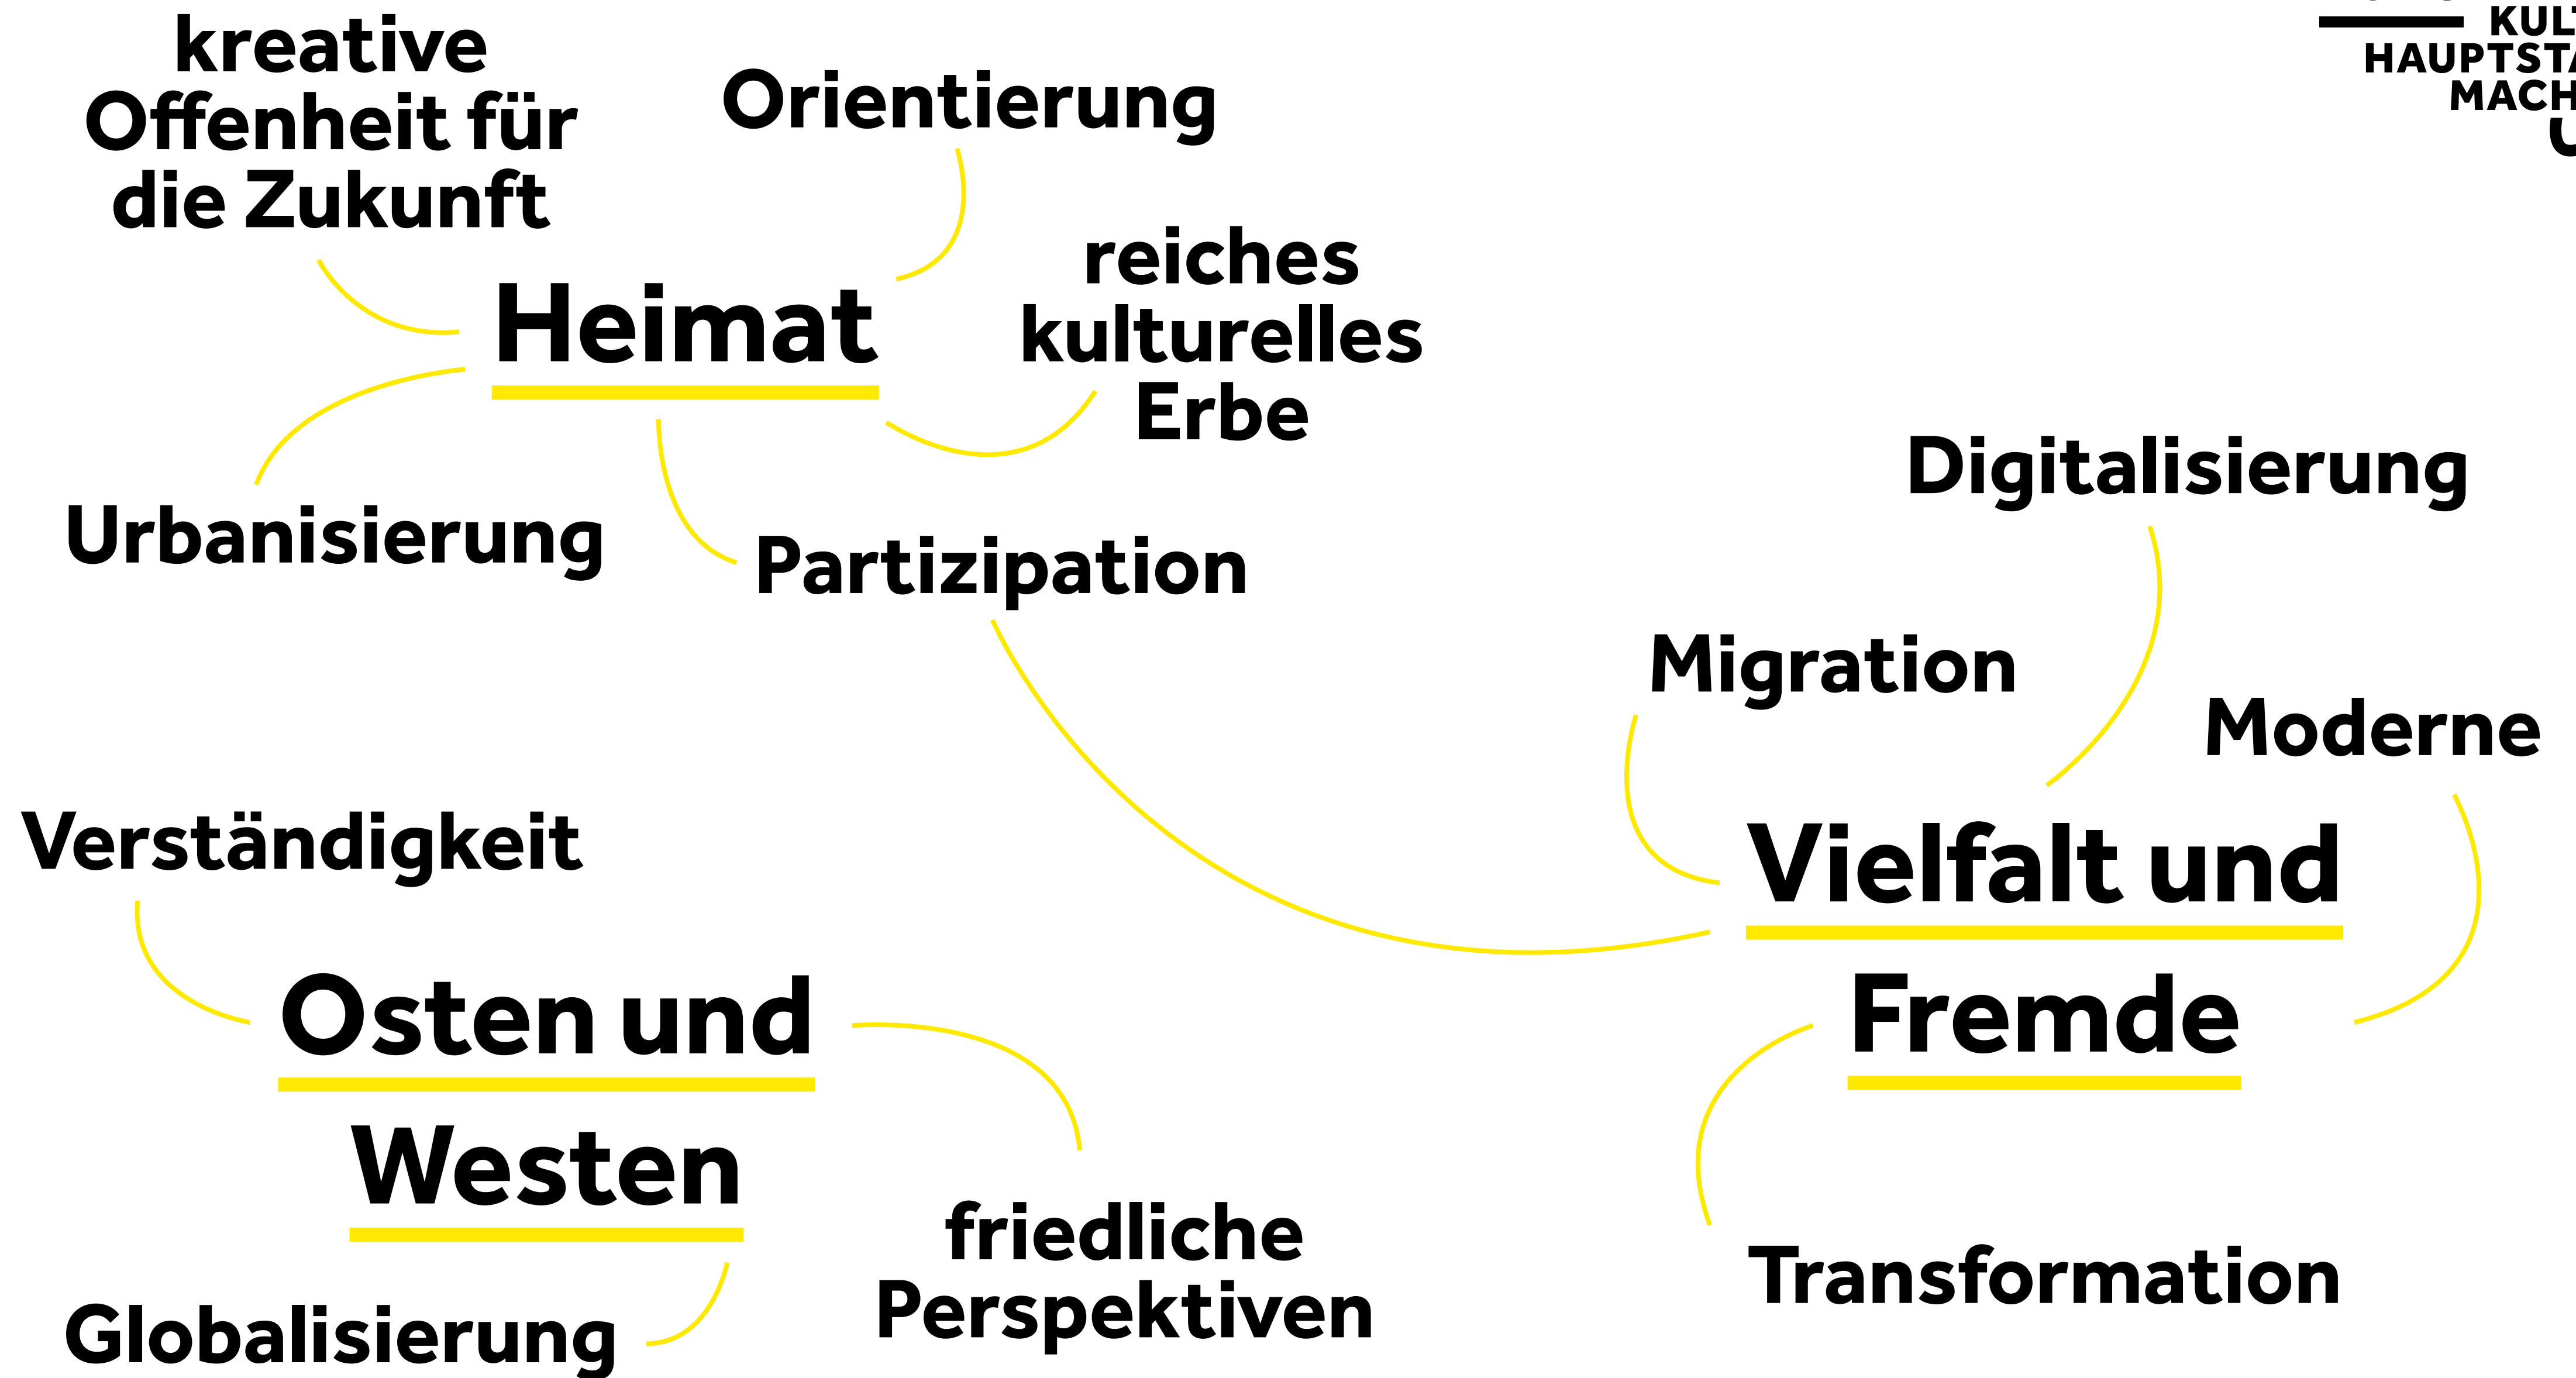 kreative
Offenheit für
die Zukunft
Orientierung
Heimat
reiches
kulturelles
Erbe
Urbanisierung
Partizipation
Digitalisierung
Migration
Moderne
Vielfalt und
Fremde
Transformation
Verständigkeit
Osten und
Westen
friedliche
Perspektiven
Globalisierung